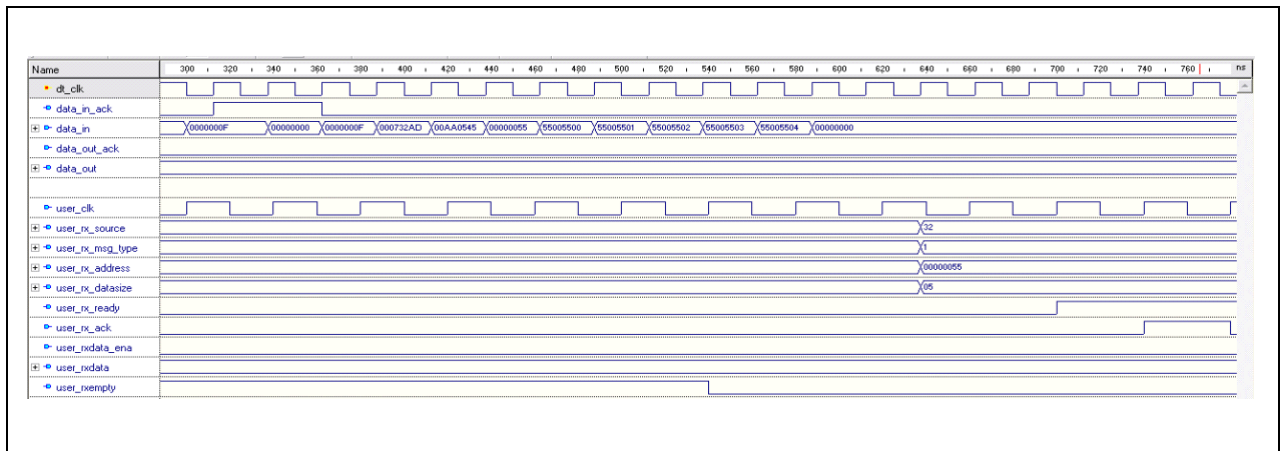 Name 300 320 340 360 380 400 420 440 460 480 500 520 540 560 580 600 620 640 660 680 700 720 740 760 ns
dt_clk
data_in_ack
data_in 0000000F 00000000 0000000F 000732AD 00AA0545 00000055 55005500 55005501 55005502 55005503 55005504 00000000
data_out_ack
data_out
user_clk
user_rx_source 32
user_rx_msg_type 1
user_rx_address 00000055
user_rx_datasize 05
user_rx_ready
user_rx_ack
user_rxdata_ena
user_rxdata
user_rxempty